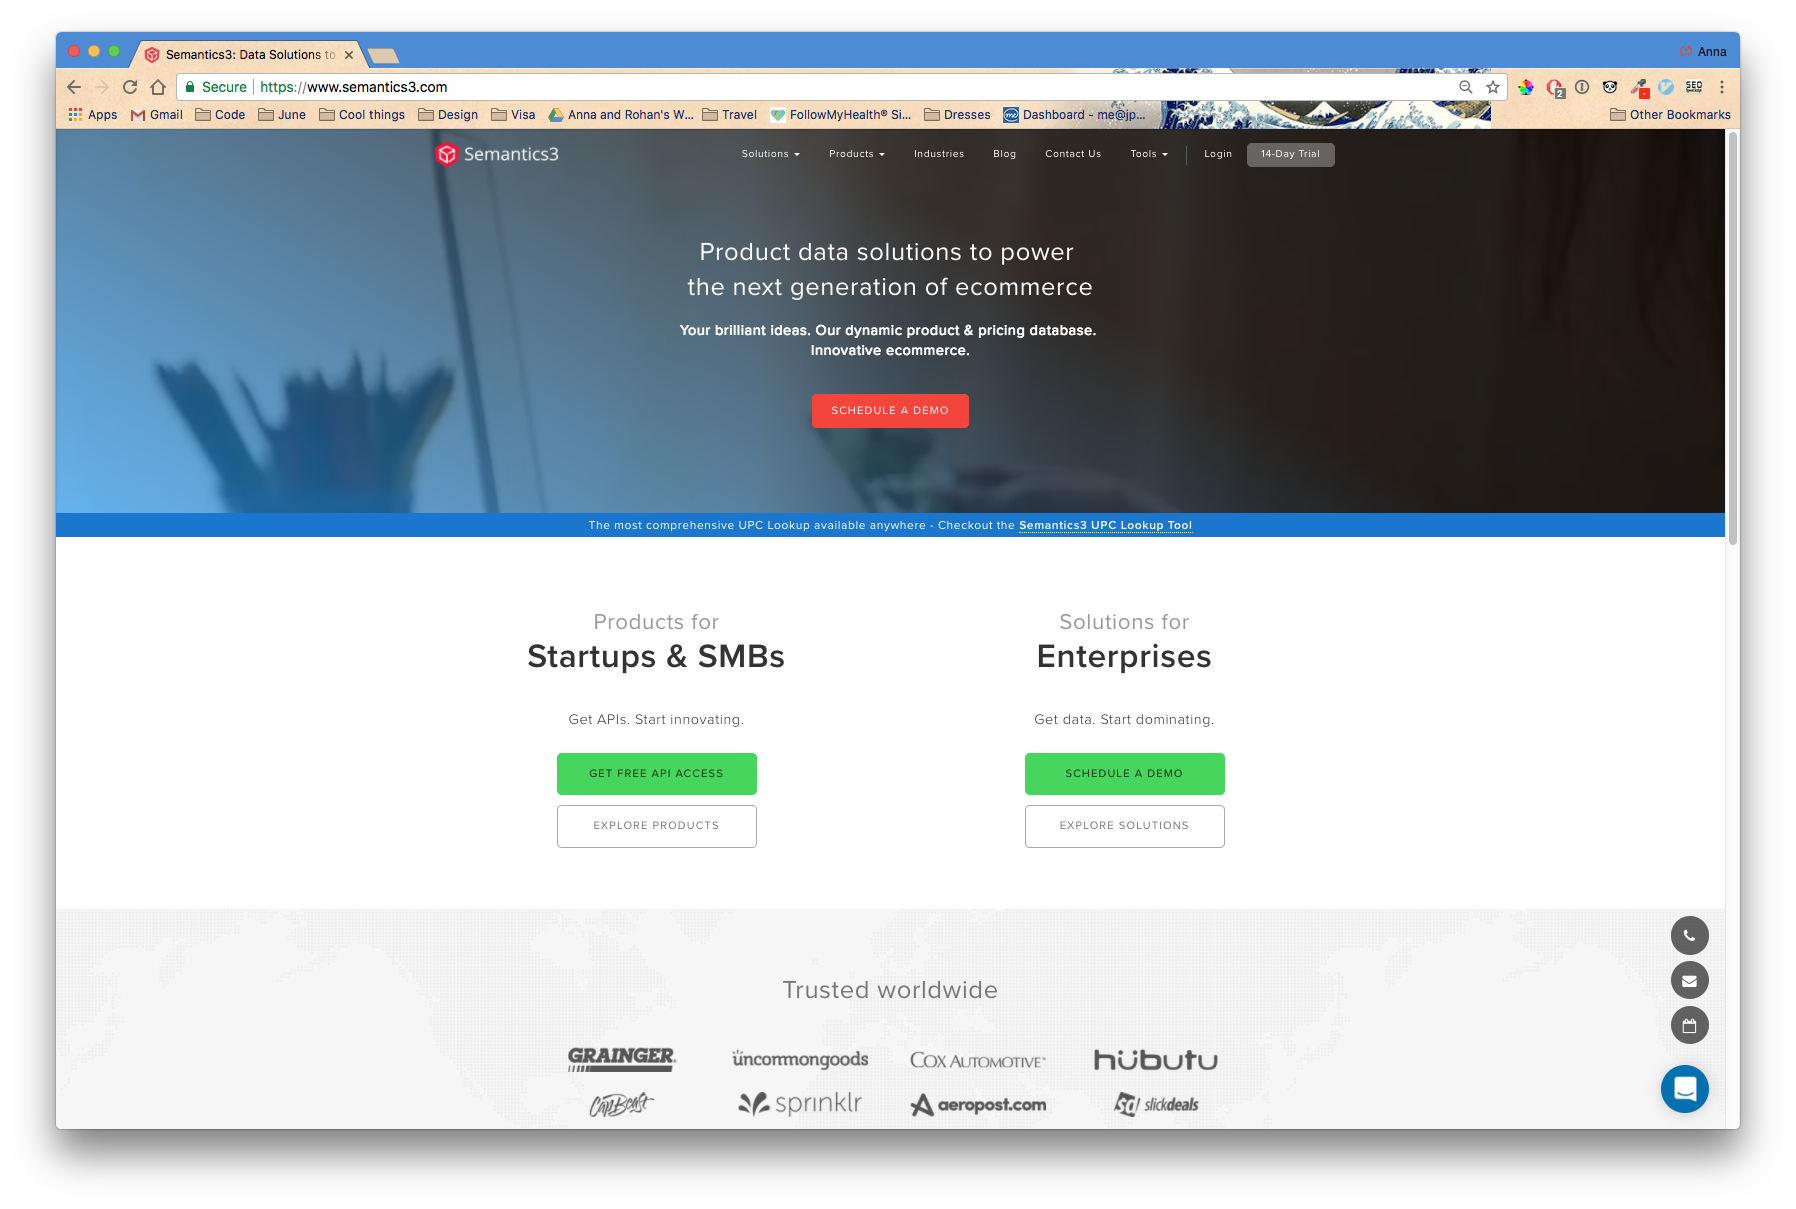 Semantics3: Data Solutions to
Anna
Secure https://www.semantics3.com
2
SEO
Apps Gmail Code June Cool things Design Visa Anna and Rohan's W... Travel FollowMyHealth® Si... Dresses Dashboard - me@jp... Other Bookmarks
Semantics3 Solutions Products Industries Blog Contact Us Tools Login 14-Day Trial
Product data solutions to power
the next generation of ecommerce
Your brilliant ideas. Our dynamic product & pricing database.
Innovative ecommerce.
SCHEDULE A DEMO
The most comprehensive UPC Lookup available anywhere - Checkout the Semantics3 UPC Lookup Tool
Products for
Startups & SMBs
Get APIs. Start innovating.
GET FREE API ACCESS
EXPLORE PRODUCTS
Solutions for
Enterprises
Get data. Start dominating.
SCHEDULE A DEMO
EXPLORE SOLUTIONS
Trusted worldwide
GRAINGER uncommongoods COX AUTOMOTIVE hübutu
CapBeast sprinklr aeropost.com slickdeals